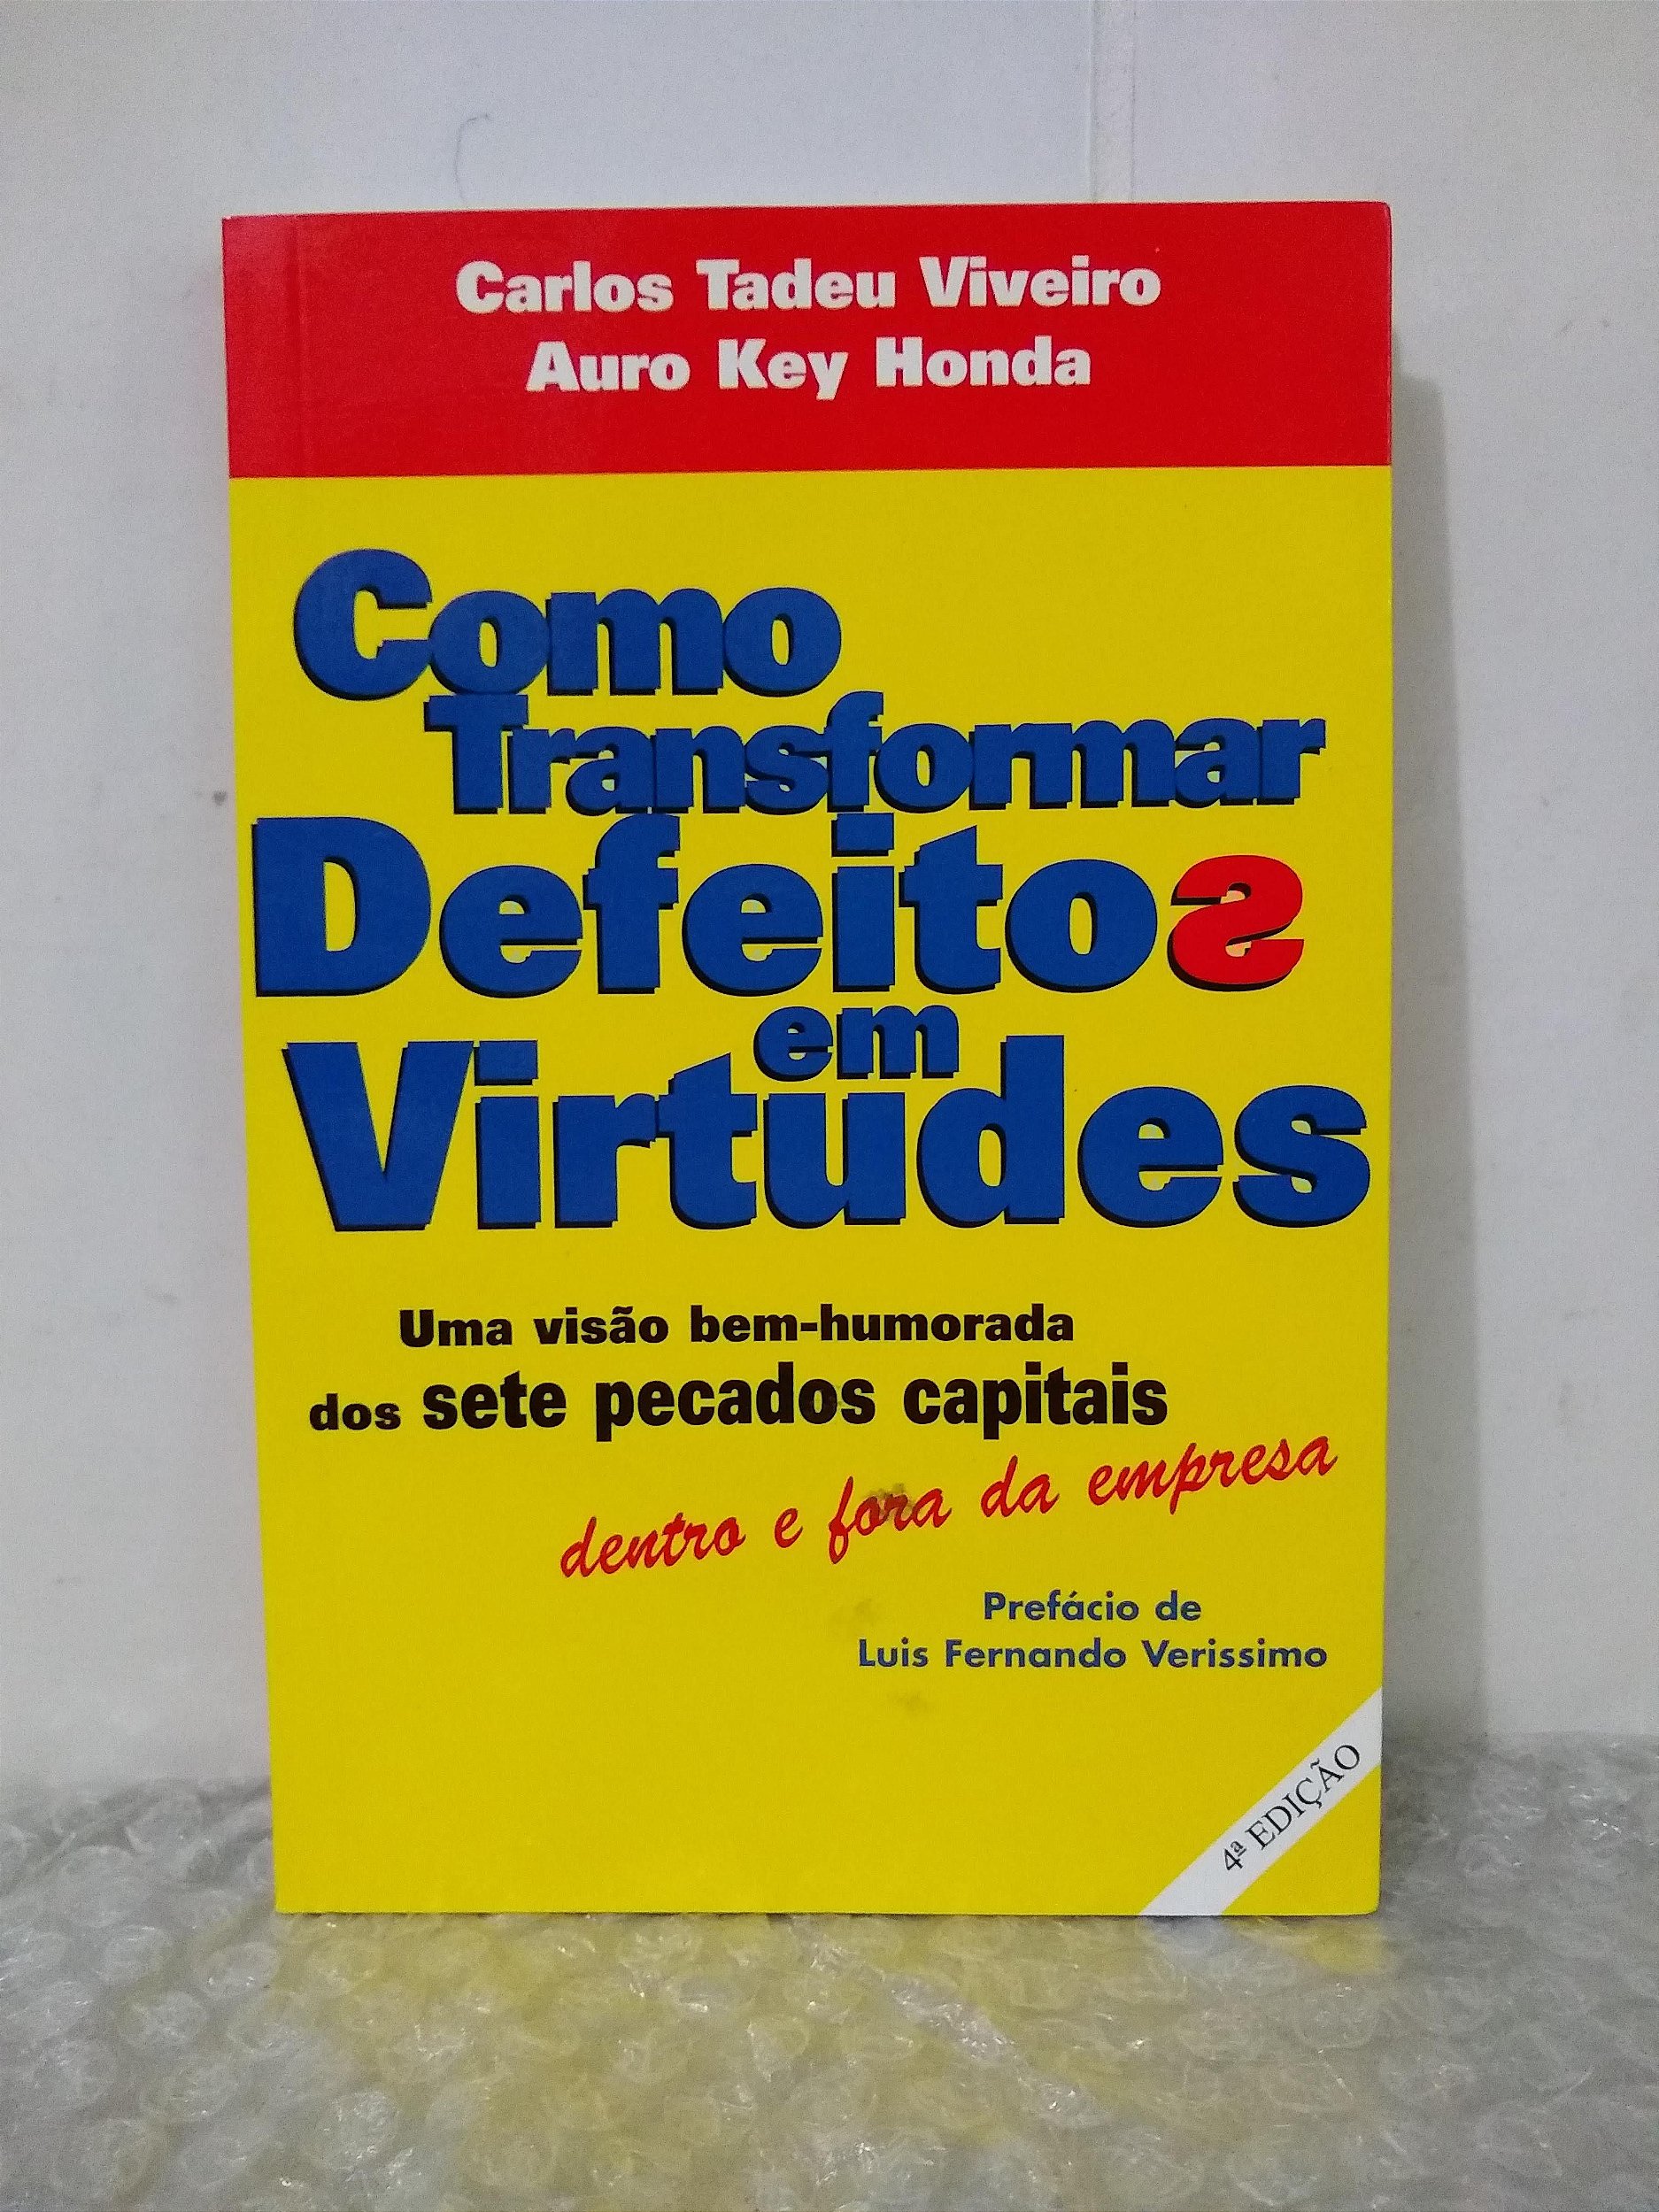 Carlos Tadeu Viveiro
Auro Key Honda
Como
Transformar
Defeitos
em
Virtudes
Uma visão bem-humorada
dos sete pecados capitais
dentro e fora da empresa
Prefácio de
Luis Fernando Verissimo
4ª EDIÇÃO